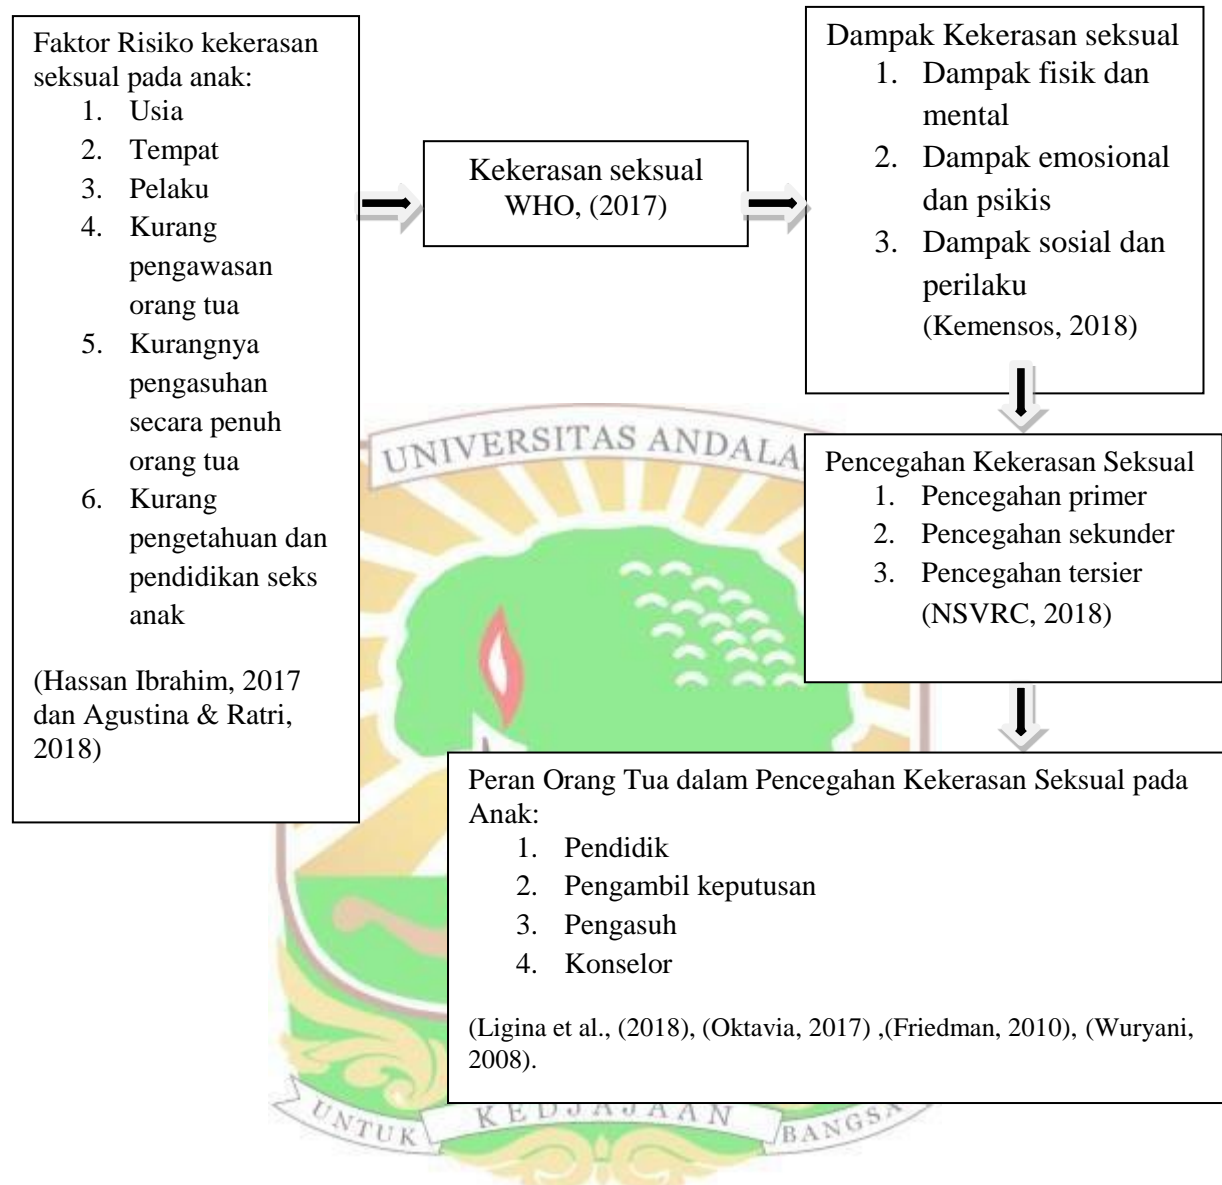 Faktor Risiko kekerasan
seksual pada anak:
1. Usia
2. Tempat
3. Pelaku
4. Kurang
pengawasan
orang tua
5. Kurangnya
pengasuhan
secara penuh
orang tua
6. Kurang
pengetahuan dan
pendidikan seks
anak
(Hassan Ibrahim, 2017
dan Agustina & Ratri,
2018)
Kekerasan seksual
WHO, (2017)
Dampak Kekerasan seksual
1. Dampak fisik dan
mental
2. Dampak emosional
dan psikis
3. Dampak sosial dan
perilaku
(Kemensos, 2018)
Pencegahan Kekerasan Seksual
1. Pencegahan primer
2. Pencegahan sekunder
3. Pencegahan tersier
(NSVRC, 2018)
Peran Orang Tua dalam Pencegahan Kekerasan Seksual pada
Anak:
1. Pendidik
2. Pengambil keputusan
3. Pengasuh
4. Konselor
(Ligina et al., (2018), (Oktavia, 2017) ,(Friedman, 2010), (Wuryani,
2008).
UNIVERSITAS ANDALA
UNTUK KEDJAJAAN BANGSA